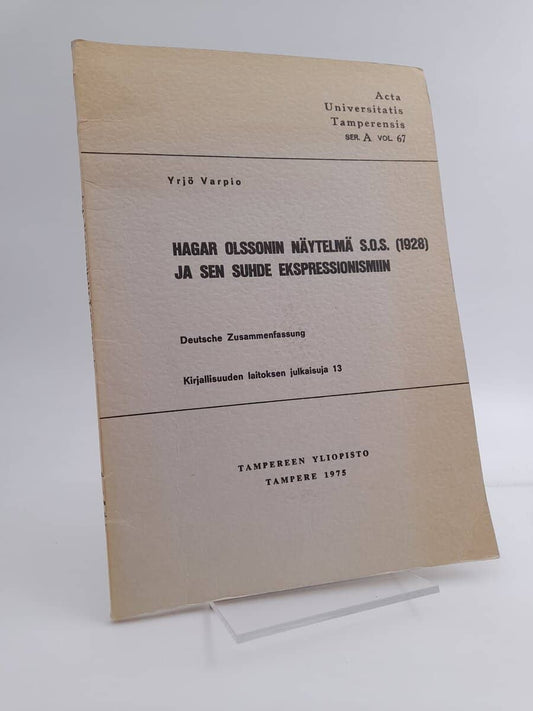 Acta
Universitatis
Tamperensis
SER. A VOL. 67
Yrjö Varpio
HAGAR OLSSONIN NÄYTELMÄ S.O.S. (1928)
JA SEN SUHDE EKSPRESSIONISMIIN
Deutsche Zusammenfassung
Kirjallisuuden laitoksen julkaisuja 13
TAMPEREEN YLIOPISTO
TAMPERE 1975